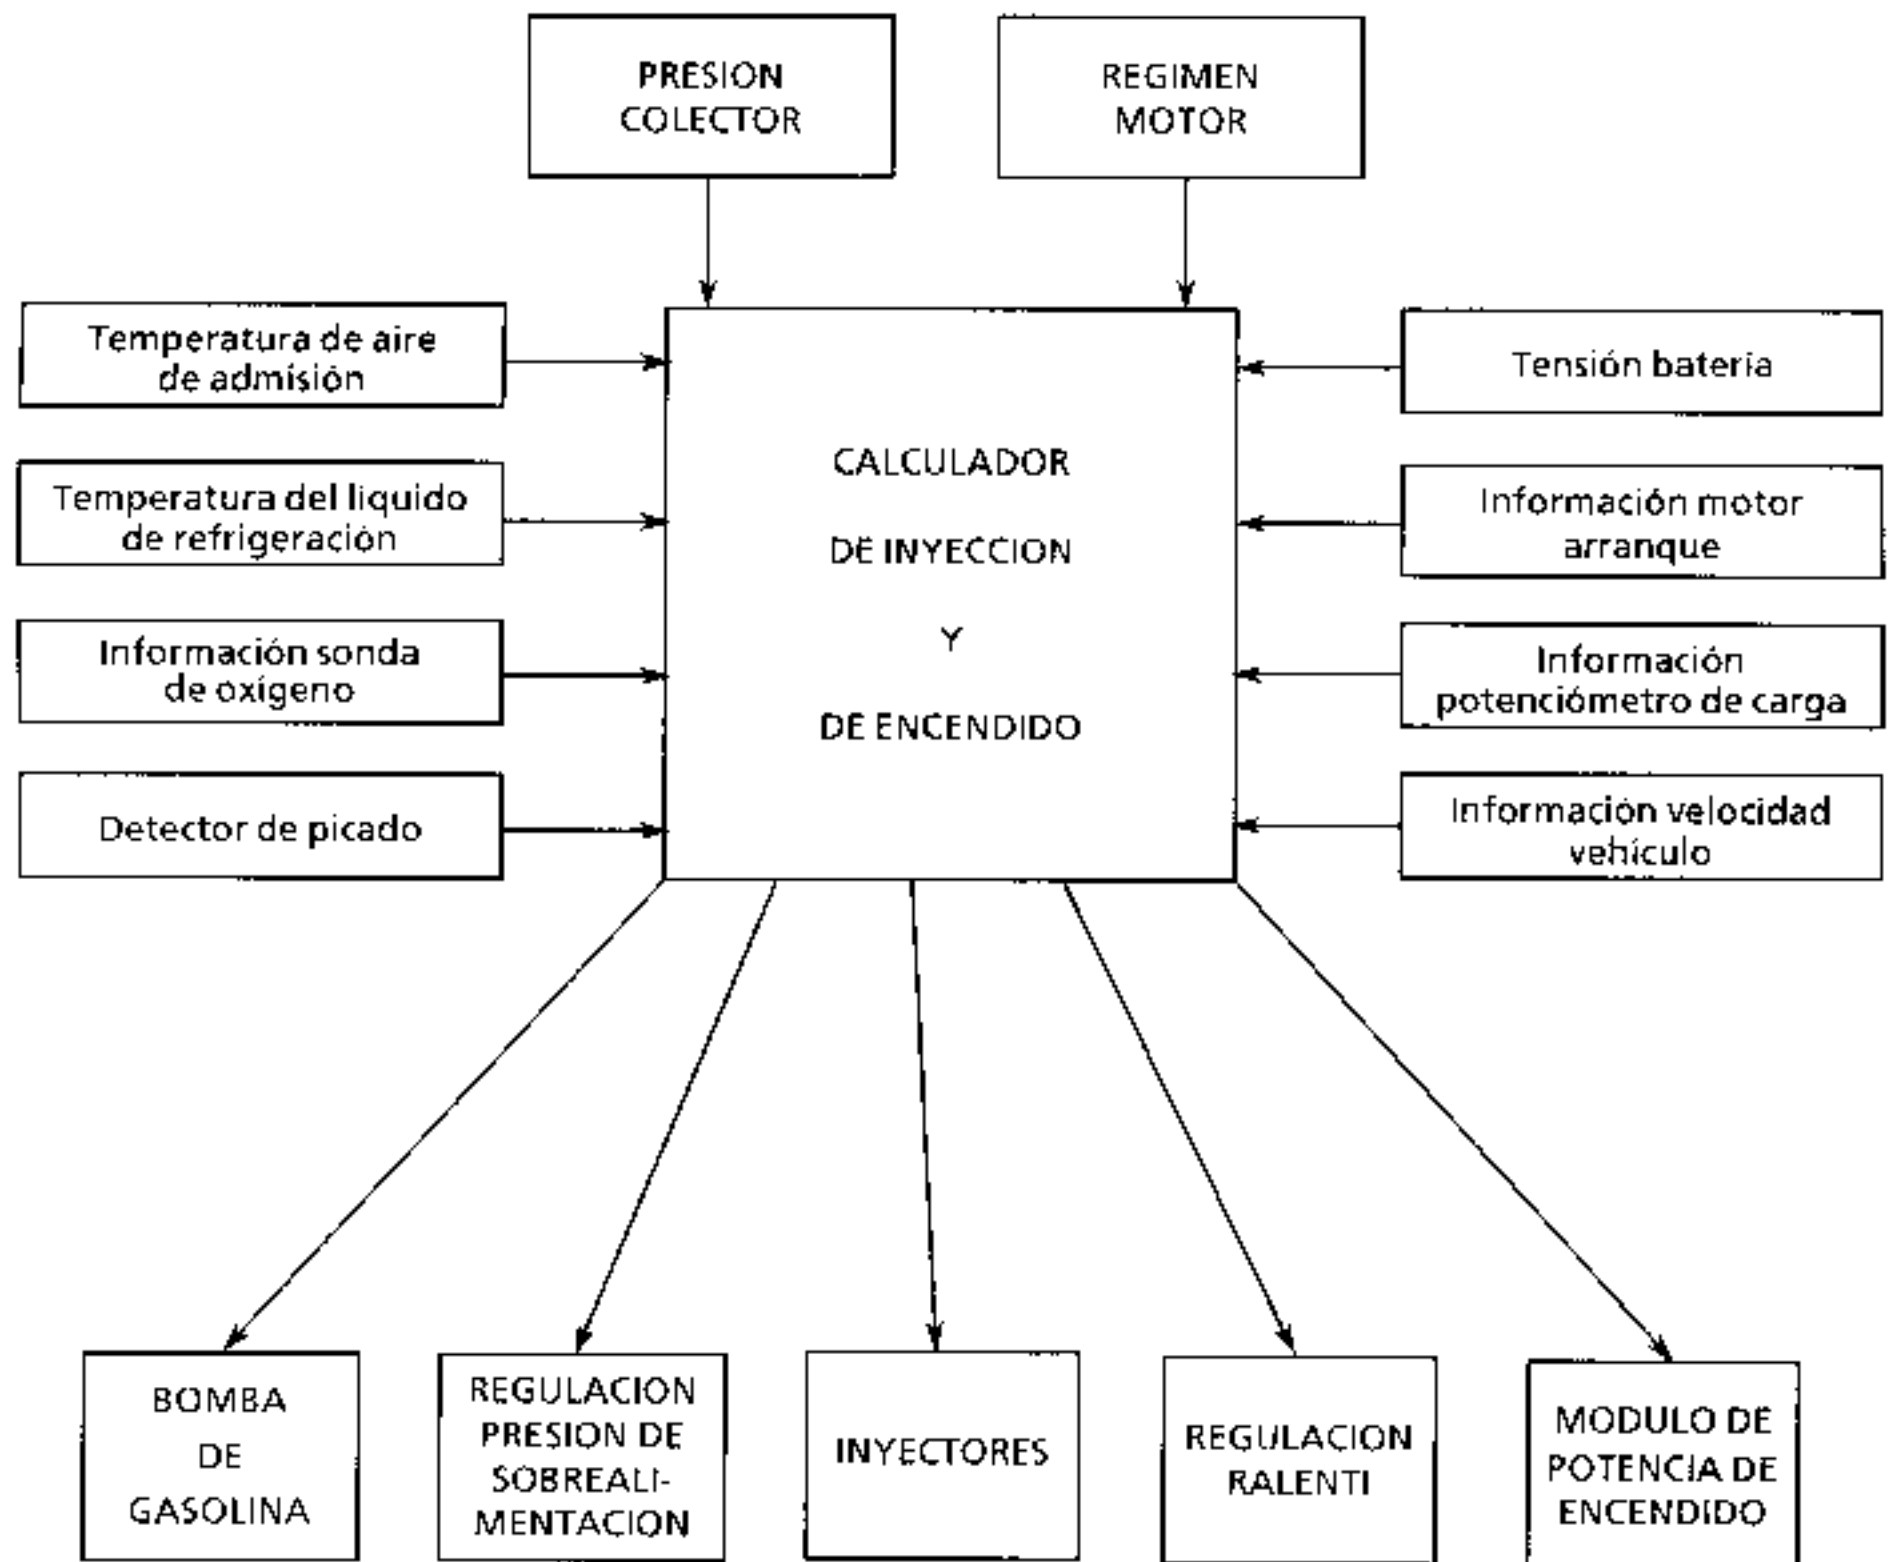 PRESION
COLECTOR
REGIMEN
MOTOR
Temperatura de aire
de admisión
Temperatura del liquido
de refrigeración
Información sonda
de oxígeno
Detector de picado
CALCULADOR
DE INYECCION
Y
DE ENCENDIDO
Tensión batería
Información motor
arranque
Información
potenciómetro de carga
Información velocidad
vehículo
BOMBA
DE
GASOLINA
REGULACION
PRESION DE
SOBREALI-
MENTACION
INYECTORES
REGULACION
RALENTI
MODULO DE
POTENCIA DE
ENCENDIDO